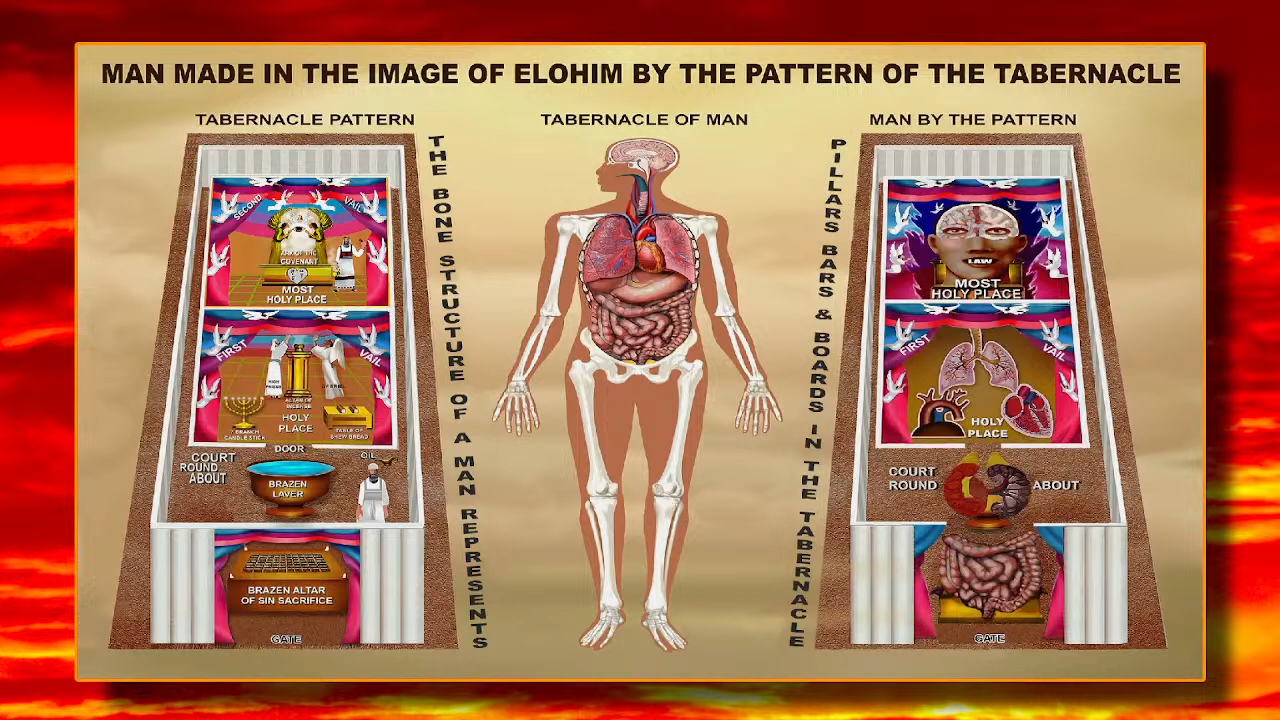 MAN MADE IN THE IMAGE OF ELOHIM BY THE PATTERN OF THE TABERNACLE
TABERNACLE PATTERN
TABERNACLE OF MAN
MAN BY THE PATTERN
THE BONE STRUCTURE OF A MAN REPRESENTS
PILLARS BARS & BOARDS IN THE TABERNACLE
SECOND
VAIL
ARK OF THE
COVENANT
MOST
HOLY PLACE
FIRST
VAIL
HIGH
PRIEST
ALTAR OF
INCENSE
7 BRANCH
CANDLE STICK
HOLY
PLACE
TABLE OF
SHEW BREAD
DOOR
COURT
ROUND
ABOUT
OIL
BRAZEN
LAVER
BRAZEN ALTAR
OF SIN SACRIFICE
GATE
LAW
MOST
HOLY PLACE
FIRST
VAIL
HOLY
PLACE
COURT
ROUND
ABOUT
GATE